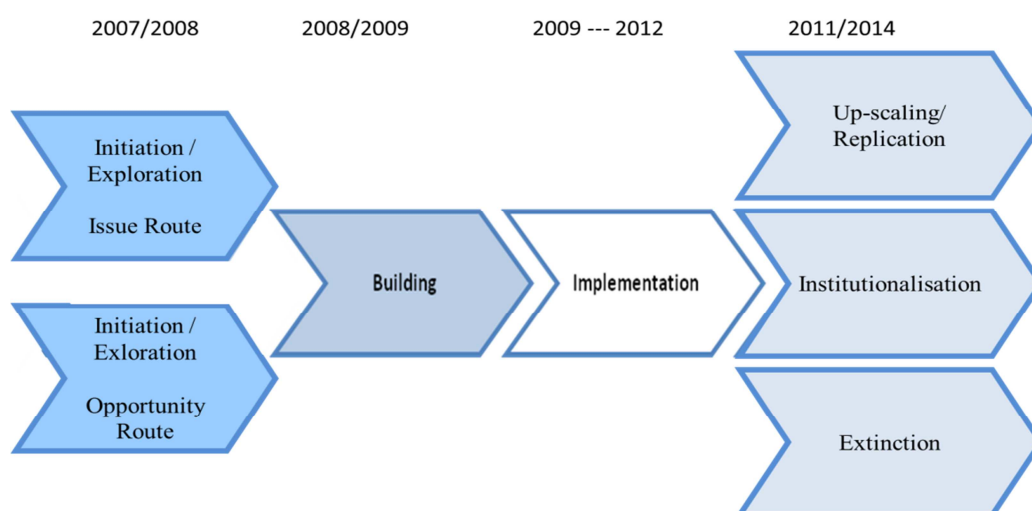 2007/2008
2008/2009
2009 --- 2012
2011/2014
Initiation /
Exploration
Issue Route
Initiation /
Exloration
Opportunity
Route
Building
Implementation
Up-scaling/
Replication
Institutionalisation
Extinction